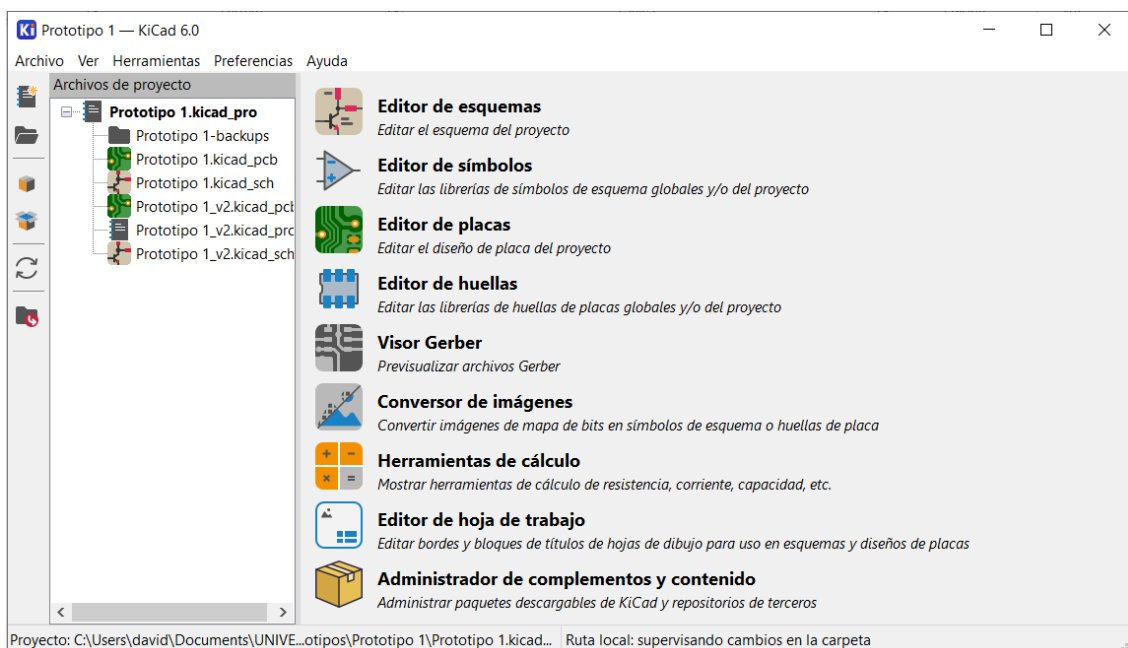 Prototipo 1 — KiCad 6.0
Archivo Ver Herramientas Preferencias Ayuda
Archivos de proyecto
Prototipo 1.kicad_pro
Prototipo 1-backups
Prototipo 1.kicad_pcb
Prototipo 1.kicad_sch
Prototipo 1_v2.kicad_pcb
Prototipo 1_v2.kicad_prc
Prototipo 1_v2.kicad_sch
Editor de esquemas
Editar el esquema del proyecto
Editor de símbolos
Editar las librerías de símbolos de esquema globales y/o del proyecto
Editor de placas
Editar el diseño de placa del proyecto
Editor de huellas
Editar las librerías de huellas de placas globales y/o del proyecto
Visor Gerber
Previsualizar archivos Gerber
Conversor de imágenes
Convertir imágenes de mapa de bits en símbolos de esquema o huellas de placa
Herramientas de cálculo
Mostrar herramientas de cálculo de resistencia, corriente, capacidad, etc.
Editor de hoja de trabajo
Editar bordes y bloques de títulos de hojas de dibujo para uso en esquemas y diseños de placas
Administrador de complementos y contenido
Administrar paquetes descargables de KiCad y repositorios de terceros
Proyecto: C:\Users\david\Documents\UNIVE...otipos\Prototipo 1\Prototipo 1.kicad... Ruta local: supervisando cambios en la carpeta